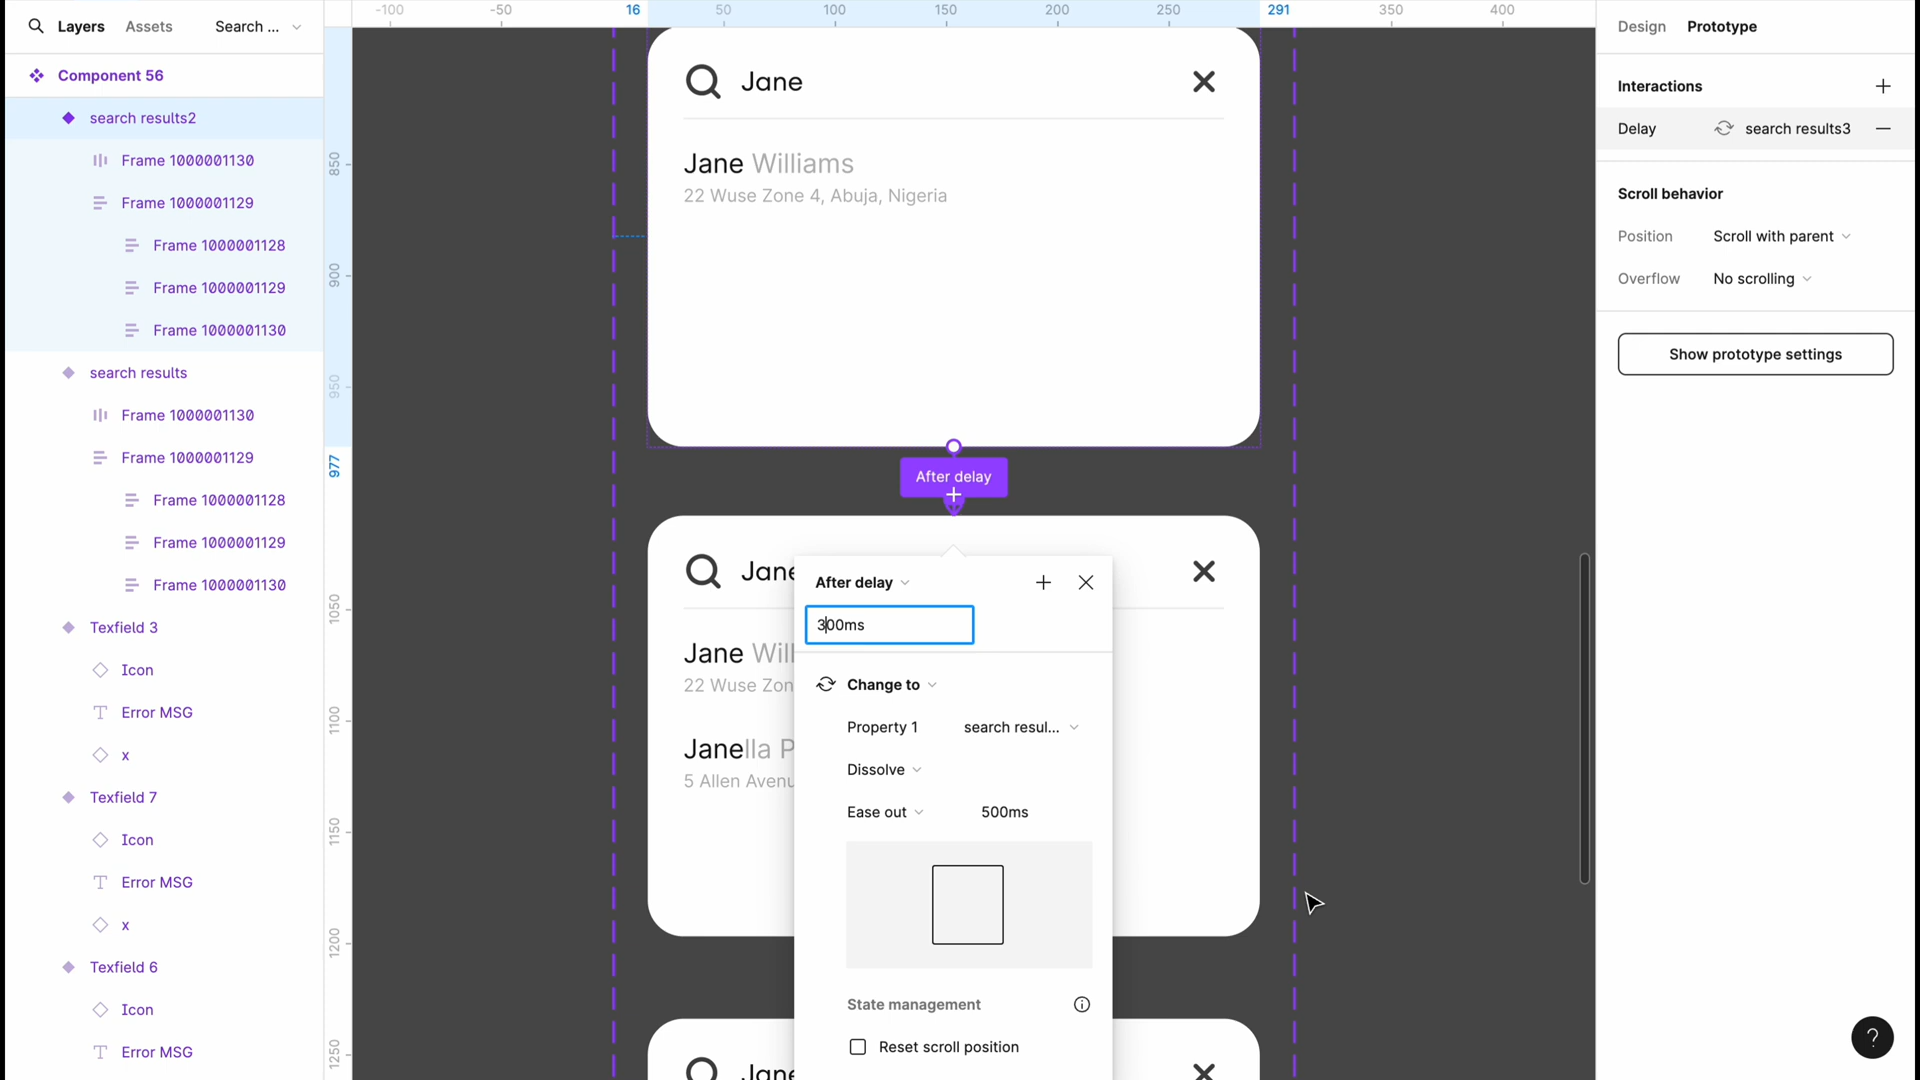 Layers
Assets
Search ...
Component 56
search results2
Frame 1000001130
Frame 1000001129
Frame 1000001128
Frame 1000001129
Frame 1000001130
search results
Frame 1000001130
Frame 1000001129
Frame 1000001128
Frame 1000001129
Frame 1000001130
Texfield 3
Icon
Error MSG
x
Texfield 7
Icon
Error MSG
x
Texfield 6
Icon
Error MSG
-100
-50
16
50
100
150
200
250
291
350
400
850
900
950
977
1050
1100
1150
1200
1250
Jane
Jane Williams
22 Wuse Zone 4, Abuja, Nigeria
After delay
Jane
Jane Will
22 Wuse Zon
Janella P
5 Allen Avenu
Jane
After delay
300ms
Change to
Property 1
search resul...
Dissolve
Ease out
500ms
State management
Reset scroll position
Design
Prototype
Interactions
Delay
search results3
Scroll behavior
Position
Scroll with parent
Overflow
No scrolling
Show prototype settings
?